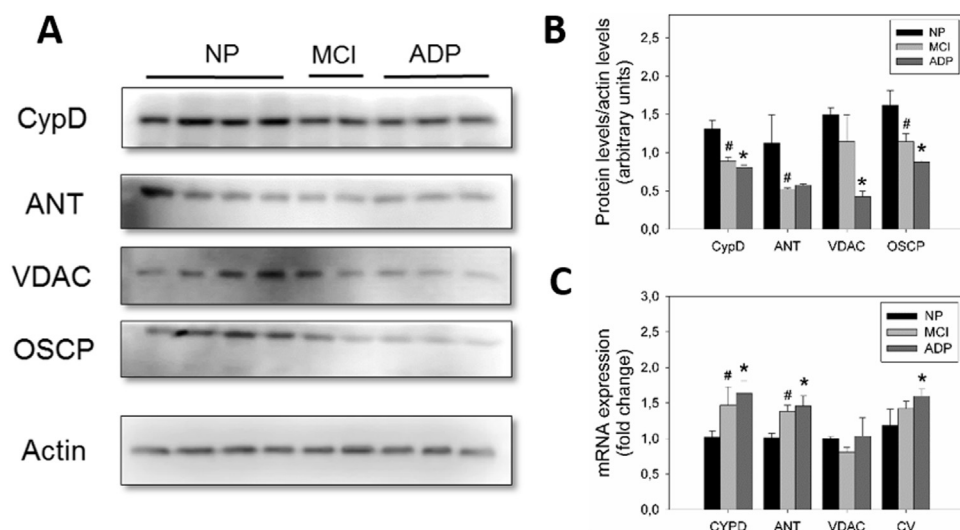 A
NP MCI ADP
CypD
ANT
VDAC
OSCP
Actin
B
NP
MCI
ADP
Protein levels/actin levels
(arbitrary units)
2,5
2,0
1,5
1,0
0,5
0,0
# *
#
*
# *
CypD ANT VDAC OSCP
C
NP
MCI
ADP
mRNA expression
(fold change)
3,0
2,5
2,0
1,5
1,0
0,5
0,0
# *
# *
*
CYPD ANT VDAC CV